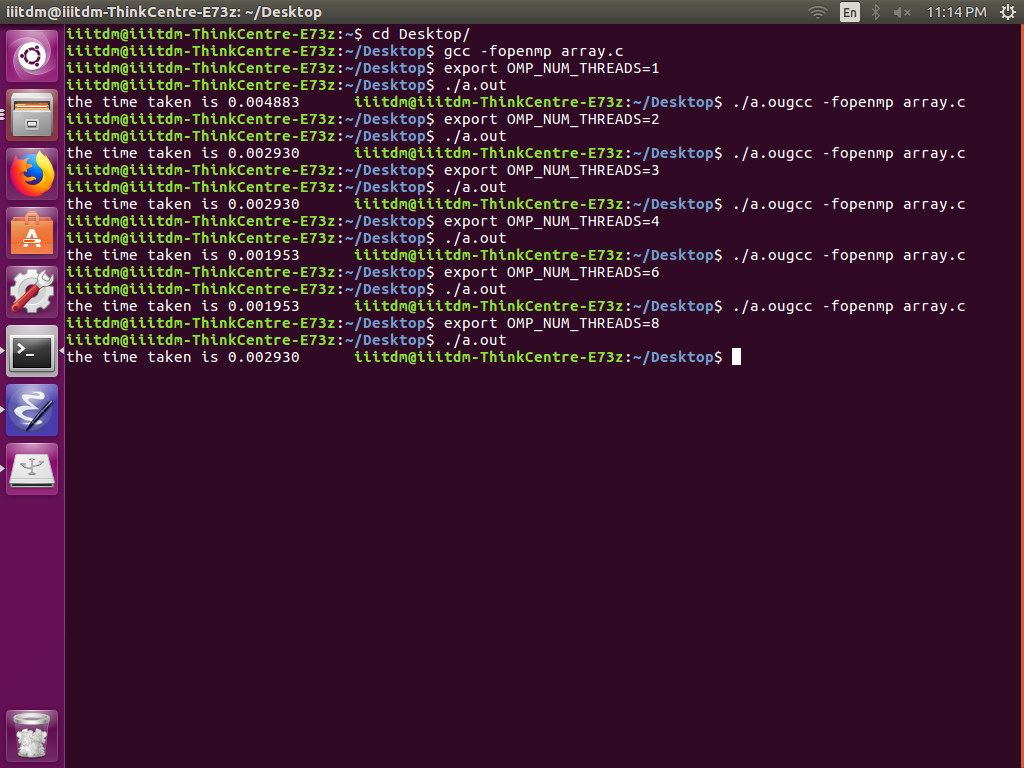 iiitdm@iiitdm-ThinkCentre-E73z: ~/Desktop En 11:14 PM
iiitdm@iiitdm-ThinkCentre-E73z:~$ cd Desktop/
iiitdm@iiitdm-ThinkCentre-E73z:~/Desktop$ gcc -fopenmp array.c
iiitdm@iiitdm-ThinkCentre-E73z:~/Desktop$ export OMP_NUM_THREADS=1
iiitdm@iiitdm-ThinkCentre-E73z:~/Desktop$ ./a.out
the time taken is 0.004883 iiitdm@iiitdm-ThinkCentre-E73z:~/Desktop$ ./a.ougcc -fopenmp array.c
iiitdm@iiitdm-ThinkCentre-E73z:~/Desktop$ export OMP_NUM_THREADS=2
iiitdm@iiitdm-ThinkCentre-E73z:~/Desktop$ ./a.out
the time taken is 0.002930 iiitdm@iiitdm-ThinkCentre-E73z:~/Desktop$ ./a.ougcc -fopenmp array.c
iiitdm@iiitdm-ThinkCentre-E73z:~/Desktop$ export OMP_NUM_THREADS=3
iiitdm@iiitdm-ThinkCentre-E73z:~/Desktop$ ./a.out
the time taken is 0.002930 iiitdm@iiitdm-ThinkCentre-E73z:~/Desktop$ ./a.ougcc -fopenmp array.c
iiitdm@iiitdm-ThinkCentre-E73z:~/Desktop$ export OMP_NUM_THREADS=4
iiitdm@iiitdm-ThinkCentre-E73z:~/Desktop$ ./a.out
the time taken is 0.001953 iiitdm@iiitdm-ThinkCentre-E73z:~/Desktop$ ./a.ougcc -fopenmp array.c
iiitdm@iiitdm-ThinkCentre-E73z:~/Desktop$ export OMP_NUM_THREADS=6
iiitdm@iiitdm-ThinkCentre-E73z:~/Desktop$ ./a.out
the time taken is 0.001953 iiitdm@iiitdm-ThinkCentre-E73z:~/Desktop$ ./a.ougcc -fopenmp array.c
iiitdm@iiitdm-ThinkCentre-E73z:~/Desktop$ export OMP_NUM_THREADS=8
iiitdm@iiitdm-ThinkCentre-E73z:~/Desktop$ ./a.out
the time taken is 0.002930 iiitdm@iiitdm-ThinkCentre-E73z:~/Desktop$